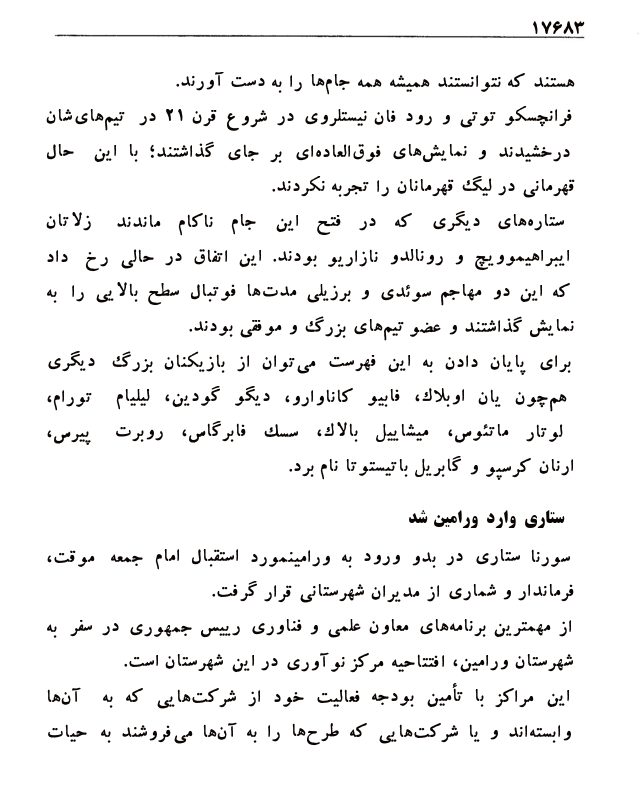 ۱۷۶۸۳
هستند که نتوانستند همیشه همه جام‌ها را به دست آورند.
فرانچسکو توتی و رود فان نیستلروی در شروع قرن ۲۱ در تیم‌های‌شان
درخشیدند و نمایش‌های فوق‌العاده‌ای بر جای گذاشتند؛ با این حال
قهرمانی در لیگ قهرمانان را تجربه نکردند.
ستاره‌های دیگری که در فتح این جام ناکام ماندند زلاتان
ایبراهیموویچ و رونالدو نازاریو بودند. این اتفاق در حالی رخ داد
که این دو مهاجم سوئدی و برزیلی مدت‌ها فوتبال سطح بالایی را به
نمایش گذاشتند و عضو تیم‌های بزرگ و موفقی بودند.
برای پایان دادن به این فهرست می‌توان از بازیکنان بزرگ دیگری
هم‌چون یان اوبلاک، فابیو کاناوارو، دیگو گودین، لیلیام تورام،
لوتار ماتئوس، میشاییل بالاک، سسک فابرگاس، روبرت پیرس،
ارنان کرسپو و گابریل باتیستوتا نام برد.
ستاری وارد ورامین شد
سورنا ستاری در بدو ورود به ورامینمورد استقبال امام جمعه موقت،
فرماندار و شماری از مدیران شهرستانی قرار گرفت.
از مهمترین برنامه‌های معاون علمی و فناوری رییس جمهوری در سفر به
شهرستان ورامین، افتتاحیه مرکز نوآوری در این شهرستان است.
این مراکز با تأمین بودجه فعالیت خود از شرکت‌هایی که به آن‌ها
وابسته‌اند و یا شرکت‌هایی که طرح‌ها را به آن‌ها می‌فروشند به حیات